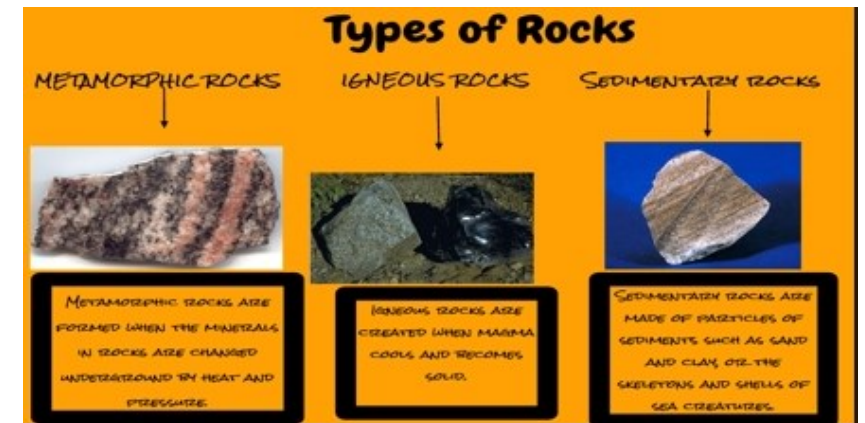 Types of Rocks
METAMORPHIC ROCKS
IGNEOUS ROCKS
SEDIMENTARY ROCKS
METAMORPHIC ROCKS ARE
FORMED WHEN THE MINERALS
IN ROCKS ARE CHANGED
UNDERGROUND BY HEAT AND
PRESSURE.
IGNEOUS ROCKS ARE
CREATED WHEN MAGMA
COOLS AND BECOMES
SOLID.
SEDIMENTARY ROCKS ARE
MADE OF PARTICLES OF
SEDIMENTS SUCH AS SAND
AND CLAY, OR THE
SKELETONS AND SHELLS OF
SEA CREATURES.